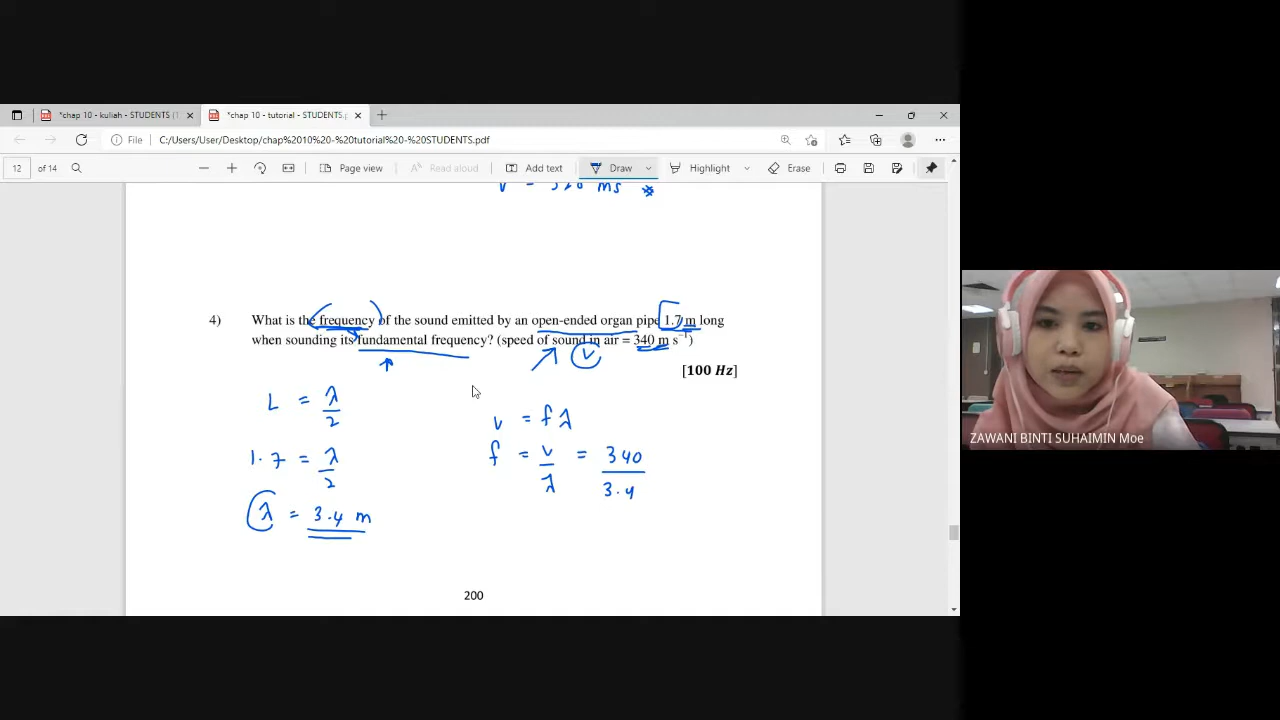 *chap 10 - kuliah - STUDENTS (1
*chap 10 - tutorial - STUDENTS.p
File
C:/Users/User/Desktop/chap%2010%20-%20tutorial%20-%20STUDENTS.pdf
12 of 14
Page view
Read aloud
Add text
Draw
Highlight
Erase
4) What is the frequency of the sound emitted by an open-ended organ pipe 1.7 m long
when sounding its fundamental frequency? (speed of sound in air = 340 m s⁻¹)
v
[100 Hz]
L = λ/2
1.7 = λ/2
λ = 3.4 m
v = fλ
f = v/λ = 340/3.4
200
ZAWANI BINTI SUHAIMIN Moe